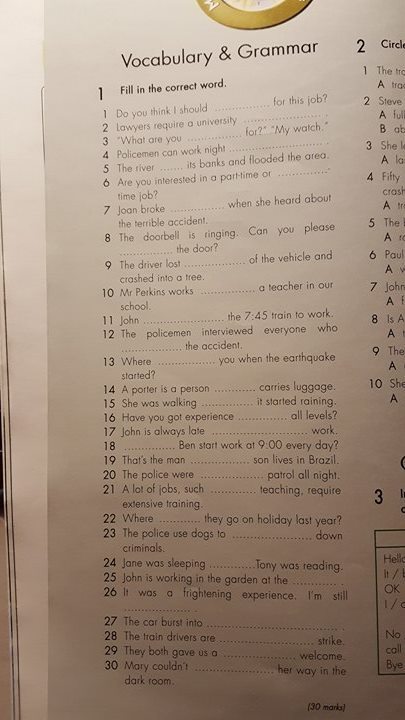 Vocabulary & Grammar
1 Fill in the correct word.
1 Do you think I should ................ for this job?
2 Lawyers require a university ...................... .
3 "What are you ................ for?" "My watch."
4 Policemen can work night ...................... .
5 The river ....... its banks and flooded the area.
6 Are you interested in a part-time or ..............-
time job?
7 Joan broke ............... when she heard about
the terrible accident.
8 The doorbell is ringing. Can you please
............... the door?
9 The driver lost .................. of the vehicle and
crashed into a tree.
10 Mr Perkins works ............... a teacher in our
school.
11 John ...................... the 7:45 train to work.
12 The policemen interviewed everyone who
................. the accident.
13 Where ................ you when the earthquake
started?
14 A porter is a person ............ carries luggage.
15 She was walking .............. it started raining.
16 Have you got experience .............. all levels?
17 John is always late ........................... work.
18 .............. Ben start work at 9:00 every day?
19 That's the man ................ son lives in Brazil.
20 The police were ................. patrol all night.
21 A lot of jobs, such .............. teaching, require
extensive training.
22 Where ............ they go on holiday last year?
23 The police use dogs to .................... down
criminals.
24 Jane was sleeping ............Tony was reading.
25 John is working in the garden at the ............ .
26 It was a frightening experience. I'm still
..................... .
27 The car burst into ................................... .
28 The train drivers are .......................... strike.
29 They both gave us a ..................... welcome.
30 Mary couldn't ...................... her way in the
dark room.
(30 marks)
2 Circle
1 The
A
2 Steve
A
B
3 She
A
4 Fifty
crash
A
5 The
A
6 Paul
A
7 John
A
8 Is A
A
9 The
A
10 She
A
3
Hello
It /
OK
I /
No
call
Bye